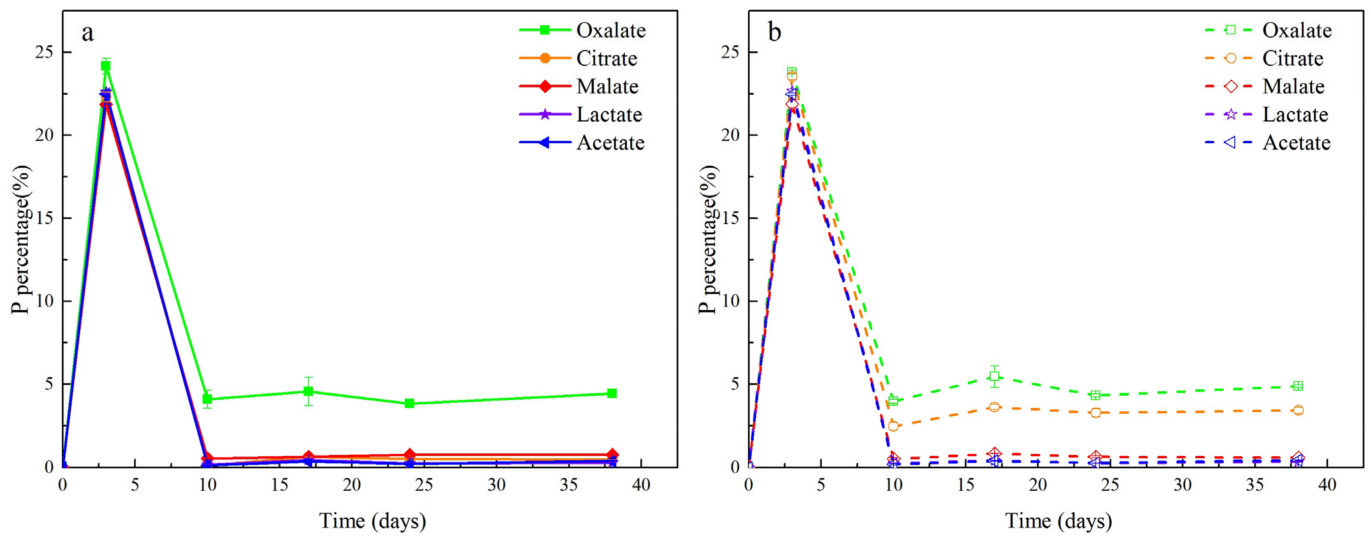 a
Oxalate
Citrate
Malate
Lactate
Acetate
25
20
15
10
5
0
P percentage(%)
0 5 10 15 20 25 30 35 40
Time (days)
b
Oxalate
Citrate
Malate
Lactate
Acetate
25
20
15
10
5
0
P percentage(%)
0 5 10 15 20 25 30 35 40
Time (days)